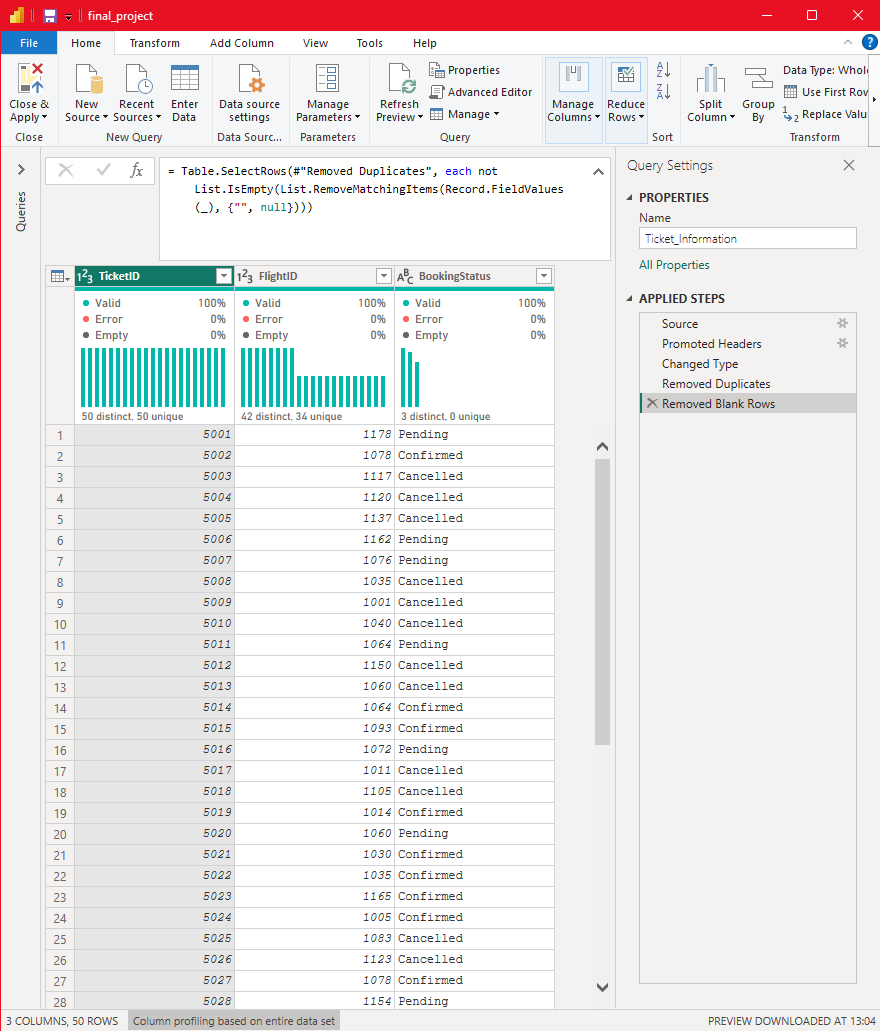 final_project
File Home Transform Add Column View Tools Help
Close & Apply
Close
New Source Recent Sources Enter Data
New Query
Data source settings
Data Sourc...
Manage Parameters
Parameters
Refresh Preview
Properties
Advanced Editor
Manage
Query
Manage Columns
Reduce Rows
Sort
Split Column
Group By
Data Type: Whole
Use First Row
Replace Valu
Transform
Queries
fx
= Table.SelectRows(#"Removed Duplicates", each not
List.IsEmpty(List.RemoveMatchingItems(Record.FieldValues
(_), {"", null})))
123 TicketID 123 FlightID ABC BookingStatus
Valid 100% Valid 100% Valid 100%
Error 0% Error 0% Error 0%
Empty 0% Empty 0% Empty 0%
50 distinct, 50 unique 42 distinct, 34 unique 3 distinct, 0 unique
1 5001 1178 Pending
2 5002 1078 Confirmed
3 5003 1117 Cancelled
4 5004 1120 Cancelled
5 5005 1137 Cancelled
6 5006 1162 Pending
7 5007 1076 Pending
8 5008 1035 Cancelled
9 5009 1001 Cancelled
10 5010 1040 Cancelled
11 5011 1064 Pending
12 5012 1150 Cancelled
13 5013 1060 Cancelled
14 5014 1064 Confirmed
15 5015 1093 Confirmed
16 5016 1072 Pending
17 5017 1011 Cancelled
18 5018 1105 Cancelled
19 5019 1014 Confirmed
20 5020 1060 Pending
21 5021 1030 Confirmed
22 5022 1035 Confirmed
23 5023 1165 Confirmed
24 5024 1005 Confirmed
25 5025 1083 Cancelled
26 5026 1123 Cancelled
27 5027 1078 Confirmed
28 5028 1154 Pending
Query Settings
PROPERTIES
Name
Ticket_Information
All Properties
APPLIED STEPS
Source
Promoted Headers
Changed Type
Removed Duplicates
Removed Blank Rows
3 COLUMNS, 50 ROWS Column profiling based on entire data set PREVIEW DOWNLOADED AT 13:04